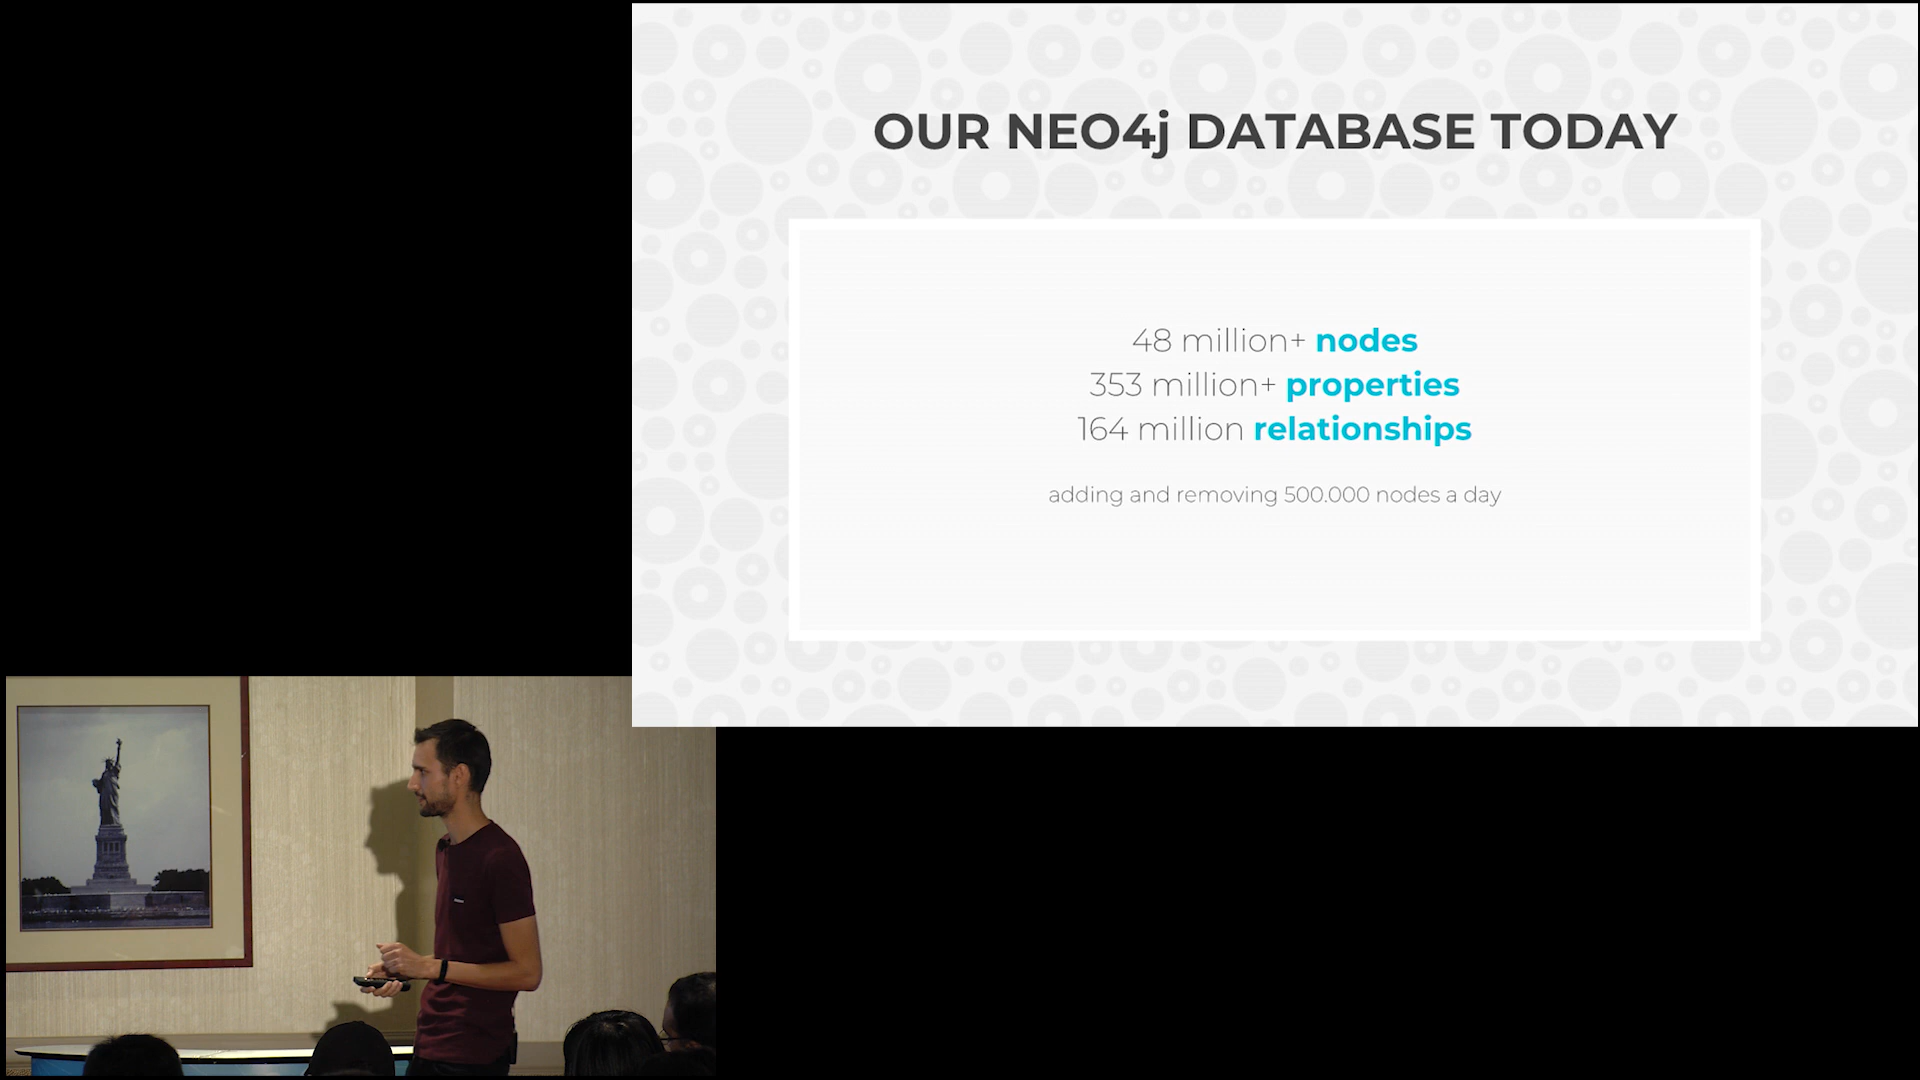 OUR NEO4j DATABASE TODAY
48 million+ nodes
353 million+ properties
164 million relationships
adding and removing 500.000 nodes a day